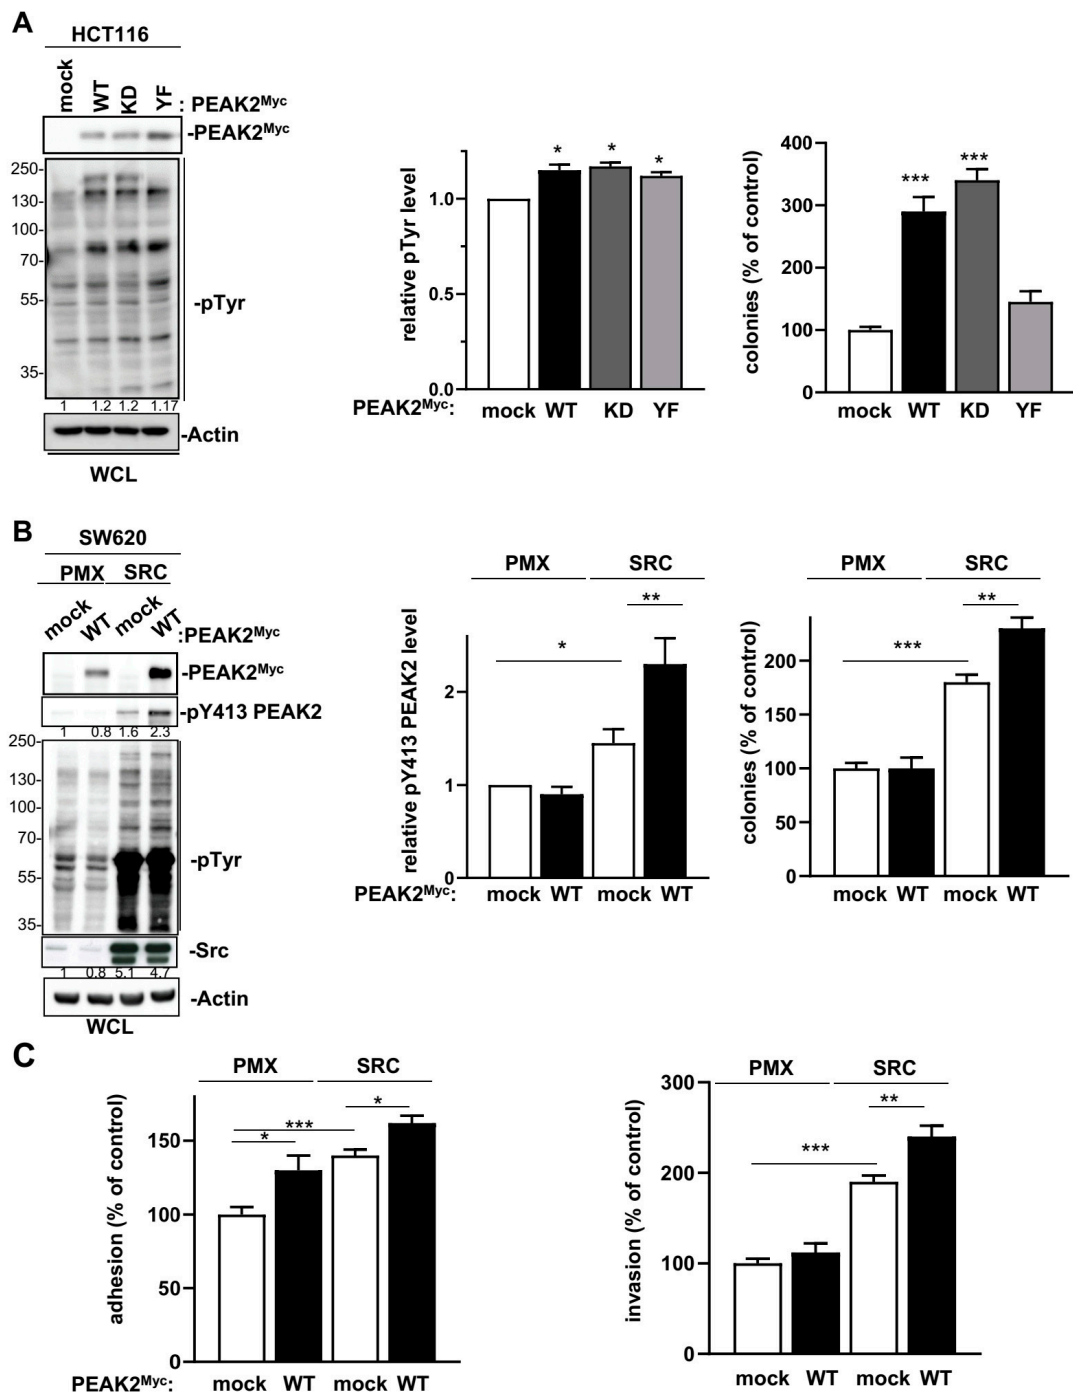 A
HCT116
mock WT KD YF : PEAK2Myc
-PEAK2Myc
250-
130-
100-
70-
55-
35-
-pTyr
1 1.2 1.2 1.17
-Actin
WCL
relative pTyr level
1.0
0.5
0.0
* * *
PEAK2Myc: mock WT KD YF
colonies (% of control)
400
300
200
100
0
*** ***
mock WT KD YF
B
SW620
PMX SRC
mock WT mock WT :PEAK2Myc
-PEAK2Myc
-pY413 PEAK2
1 0.8 1.6 2.3
250-
130-
100-
70-
55-
35-
-pTyr
-Src
1 0.8 5.1 4.7
-Actin
WCL
PMX SRC
**
*
relative pY413 PEAK2 level
2
1
0
PEAK2Myc: mock WT mock WT
PMX SRC
**
***
colonies (% of control)
200
150
100
50
0
mock WT mock WT
C
PMX SRC
*
***
*
adhesion (% of control)
150
100
50
0
PEAK2Myc: mock WT mock WT
PMX SRC
**
***
invasion (% of control)
300
200
100
0
mock WT mock WT